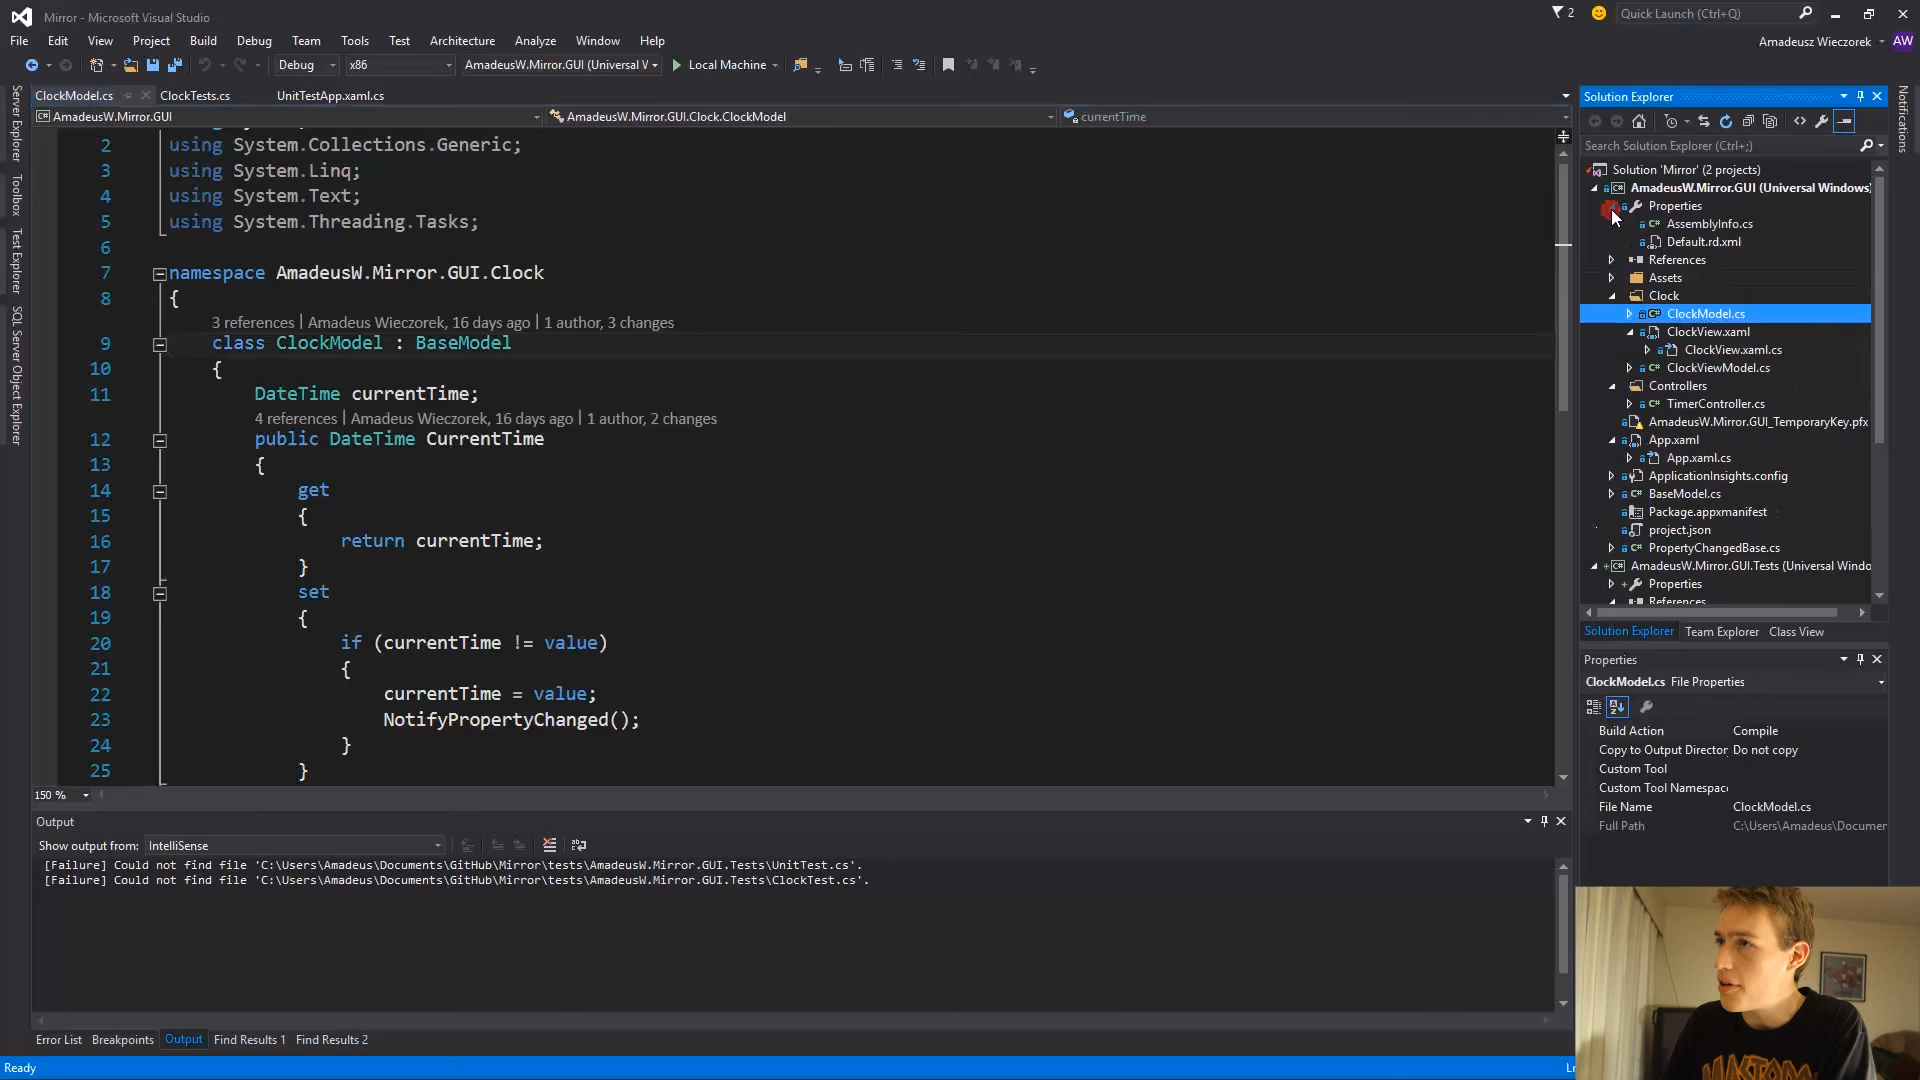 Mirror - Microsoft Visual Studio
2
Quick Launch (Ctrl+Q)
File Edit View Project Build Debug Team Tools Test Architecture Analyze Window Help
Amadeusz Wieczorek AW
Debug x86 AmadeusW.Mirror.GUI (Universal Local Machine
Server Explorer
Toolbox
Test Explorer
SQL Server Object Explorer
ClockModel.cs ClockTests.cs UnitTestApp.xaml.cs
AmadeusW.Mirror.GUI AmadeusW.Mirror.GUI.Clock.ClockModel currentTime
2 using System.Collections.Generic;
3 using System.Linq;
4 using System.Text;
5 using System.Threading.Tasks;
6
7 namespace AmadeusW.Mirror.GUI.Clock
8 {
3 references | Amadeus Wieczorek, 16 days ago | 1 author, 3 changes
9 class ClockModel : BaseModel
10 {
11 DateTime currentTime;
4 references | Amadeus Wieczorek, 16 days ago | 1 author, 2 changes
12 public DateTime CurrentTime
13 {
14 get
15 {
16 return currentTime;
17 }
18 set
19 {
20 if (currentTime != value)
21 {
22 currentTime = value;
23 NotifyPropertyChanged();
24 }
25 }
150 %
Output
Show output from: IntelliSense
[Failure] Could not find file 'C:\Users\Amadeus\Documents\GitHub\Mirror\tests\AmadeusW.Mirror.GUI.Tests\UnitTest.cs'.
[Failure] Could not find file 'C:\Users\Amadeus\Documents\GitHub\Mirror\tests\AmadeusW.Mirror.GUI.Tests\ClockTest.cs'.
Error List Breakpoints Output Find Results 1 Find Results 2
Ready
Solution Explorer
Search Solution Explorer (Ctrl+;)
Solution 'Mirror' (2 projects)
AmadeusW.Mirror.GUI (Universal Windows)
Properties
AssemblyInfo.cs
Default.rd.xml
References
Assets
Clock
ClockModel.cs
ClockView.xaml
ClockView.xaml.cs
ClockViewModel.cs
Controllers
TimerController.cs
AmadeusW.Mirror.GUI_TemporaryKey.pfx
App.xaml
App.xaml.cs
ApplicationInsights.config
BaseModel.cs
Package.appxmanifest
project.json
PropertyChangedBase.cs
AmadeusW.Mirror.GUI.Tests (Universal Windo
Properties
References
Solution Explorer Team Explorer Class View
Properties
ClockModel.cs File Properties
Build Action Compile
Copy to Output Director Do not copy
Custom Tool
Custom Tool Namespac
File Name ClockModel.cs
Full Path C:\Users\Amadeus\Documen
Notifications